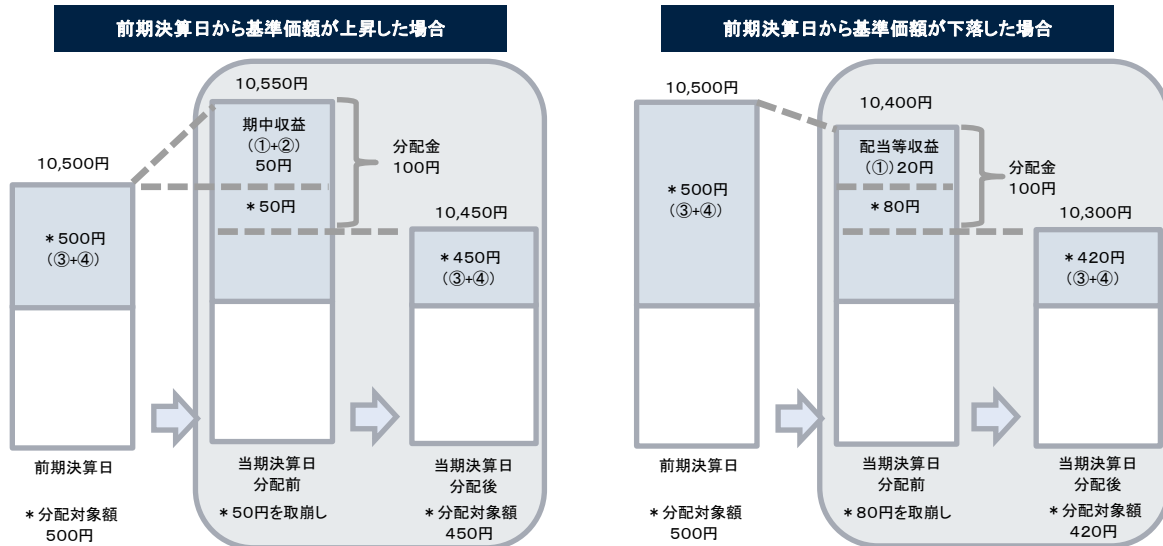 前期決算日から基準価額が上昇した場合
10,500円
*500円
(③+④)
前期決算日
*分配対象額
500円
10,550円
期中収益
(①+②)
50円
*50円
分配金
100円
当期決算日
分配前
*50円を取崩し
10,450円
*450円
(③+④)
当期決算日
分配後
*分配対象額
450円
前期決算日から基準価額が下落した場合
10,500円
*500円
(③+④)
前期決算日
*分配対象額
500円
10,400円
配当等収益
(①)20円
*80円
分配金
100円
当期決算日
分配前
*80円を取崩し
10,300円
*420円
(③+④)
当期決算日
分配後
*分配対象額
420円